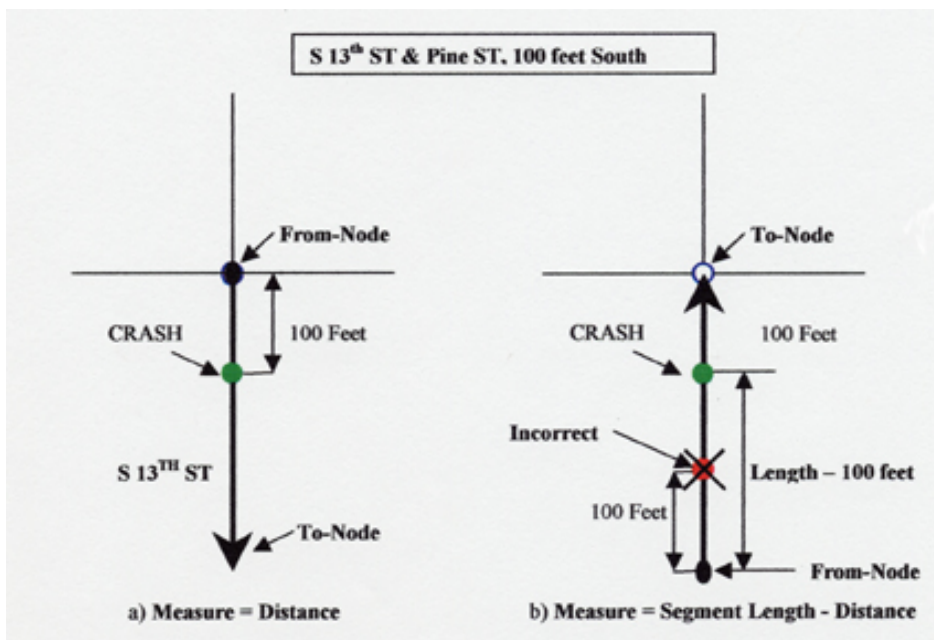 S 13th ST & Pine ST, 100 feet South
From-Node
100 Feet
CRASH
S 13TH ST
To-Node
a) Measure = Distance
To-Node
CRASH
100 Feet
Incorrect
100 Feet
Length – 100 feet
From-Node
b) Measure = Segment Length - Distance